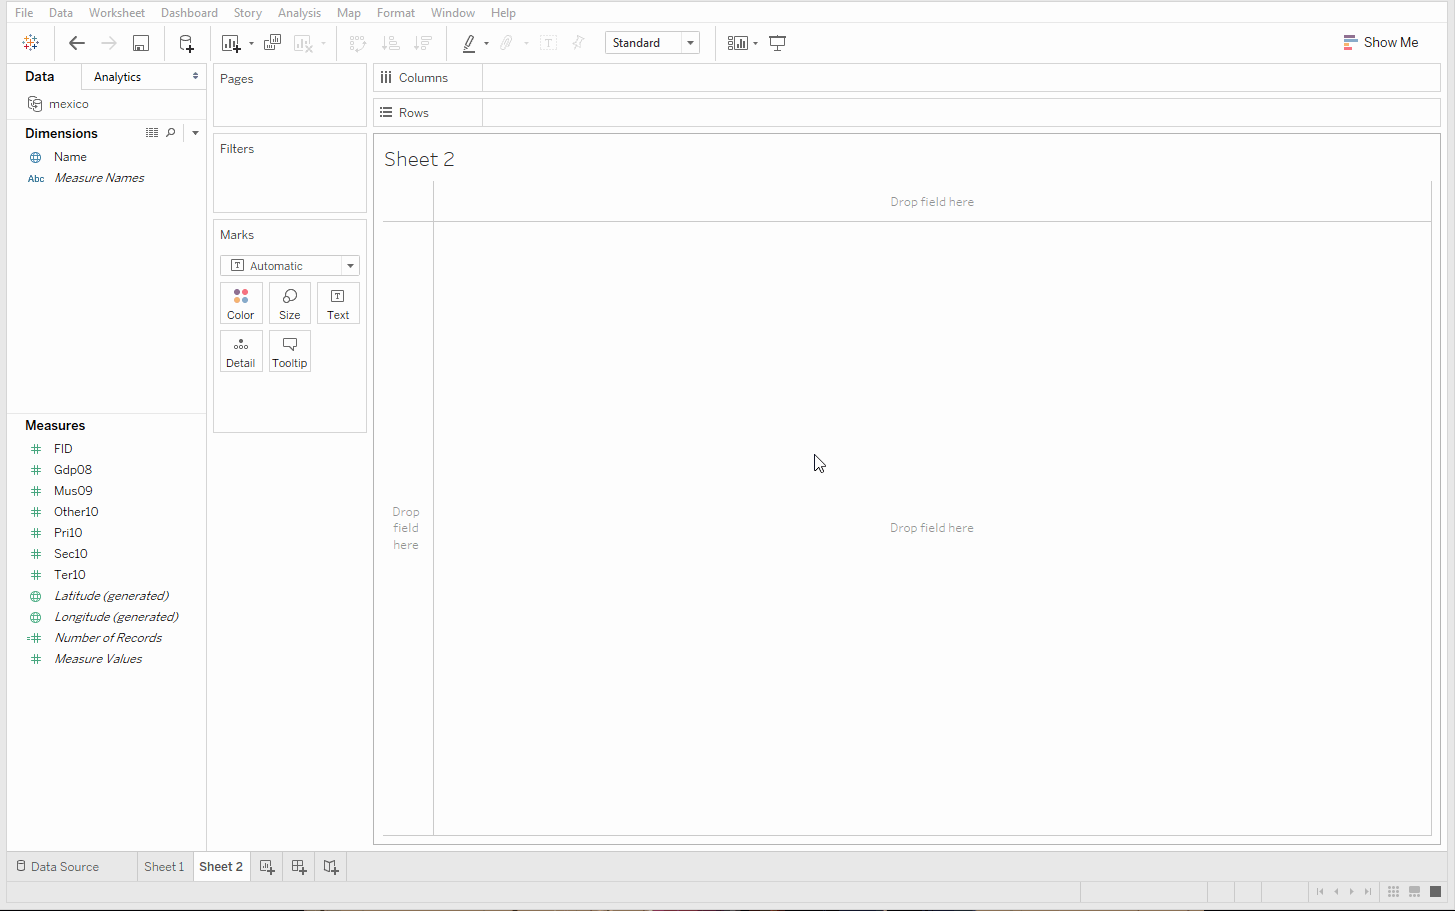 File Data Worksheet Dashboard Story Analysis Map Format Window Help
Standard
Show Me
Data Analytics
mexico
Dimensions
Name
Abc Measure Names
Measures
FID
Gdp08
Mus09
Other10
Pri10
Sec10
Ter10
Latitude (generated)
Longitude (generated)
Number of Records
Measure Values
Pages
Filters
Marks
Automatic
Color Size Text
Detail Tooltip
Columns
Rows
Sheet 2
Drop field here
Drop
field
here
Drop field here
Data Source Sheet 1 Sheet 2